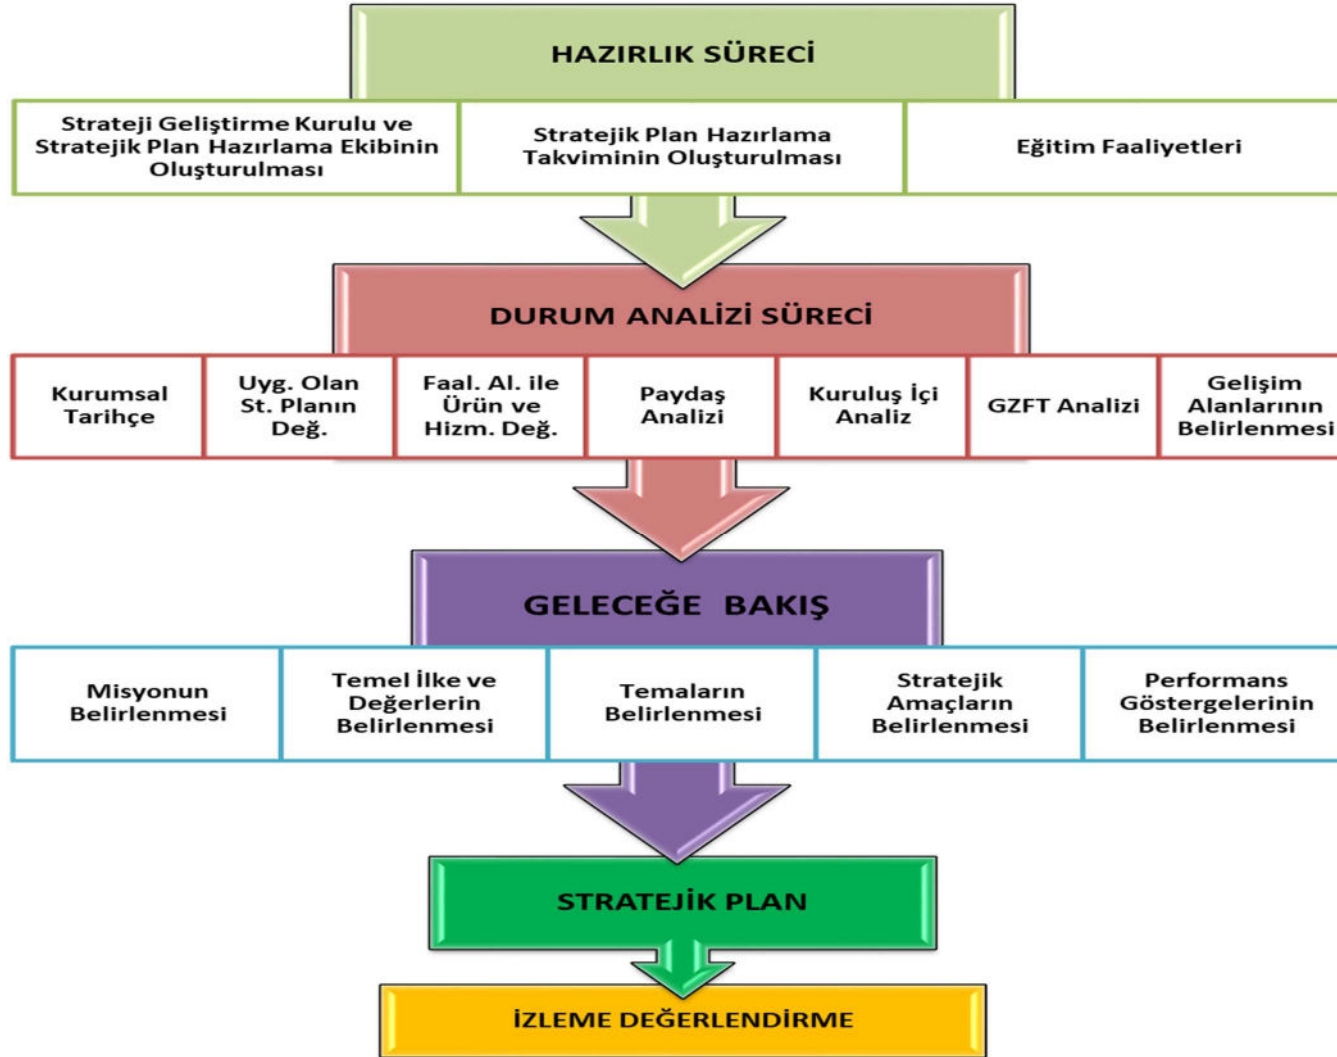 HAZIRLIK SÜRECİ
Strateji Geliştirme Kurulu ve
Stratejik Plan Hazırlama Ekibinin
Oluşturulması
Stratejik Plan Hazırlama
Takviminin Oluşturulması
Eğitim Faaliyetleri
DURUM ANALİZİ SÜRECİ
Kurumsal
Tarihçe
Uyg. Olan
St. Planın
Değ.
Faal. Al. ile
Ürün ve
Hizm. Değ.
Paydaş
Analizi
Kuruluş İçi
Analiz
GZFT Analizi
Gelişim
Alanlarının
Belirlenmesi
GELECEĞE BAKIŞ
Misyonun
Belirlenmesi
Temel İlke ve
Değerlerin
Belirlenmesi
Temaların
Belirlenmesi
Stratejik
Amaçların
Belirlenmesi
Performans
Göstergelerinin
Belirlenmesi
STRATEJİK PLAN
İZLEME DEĞERLENDİRME